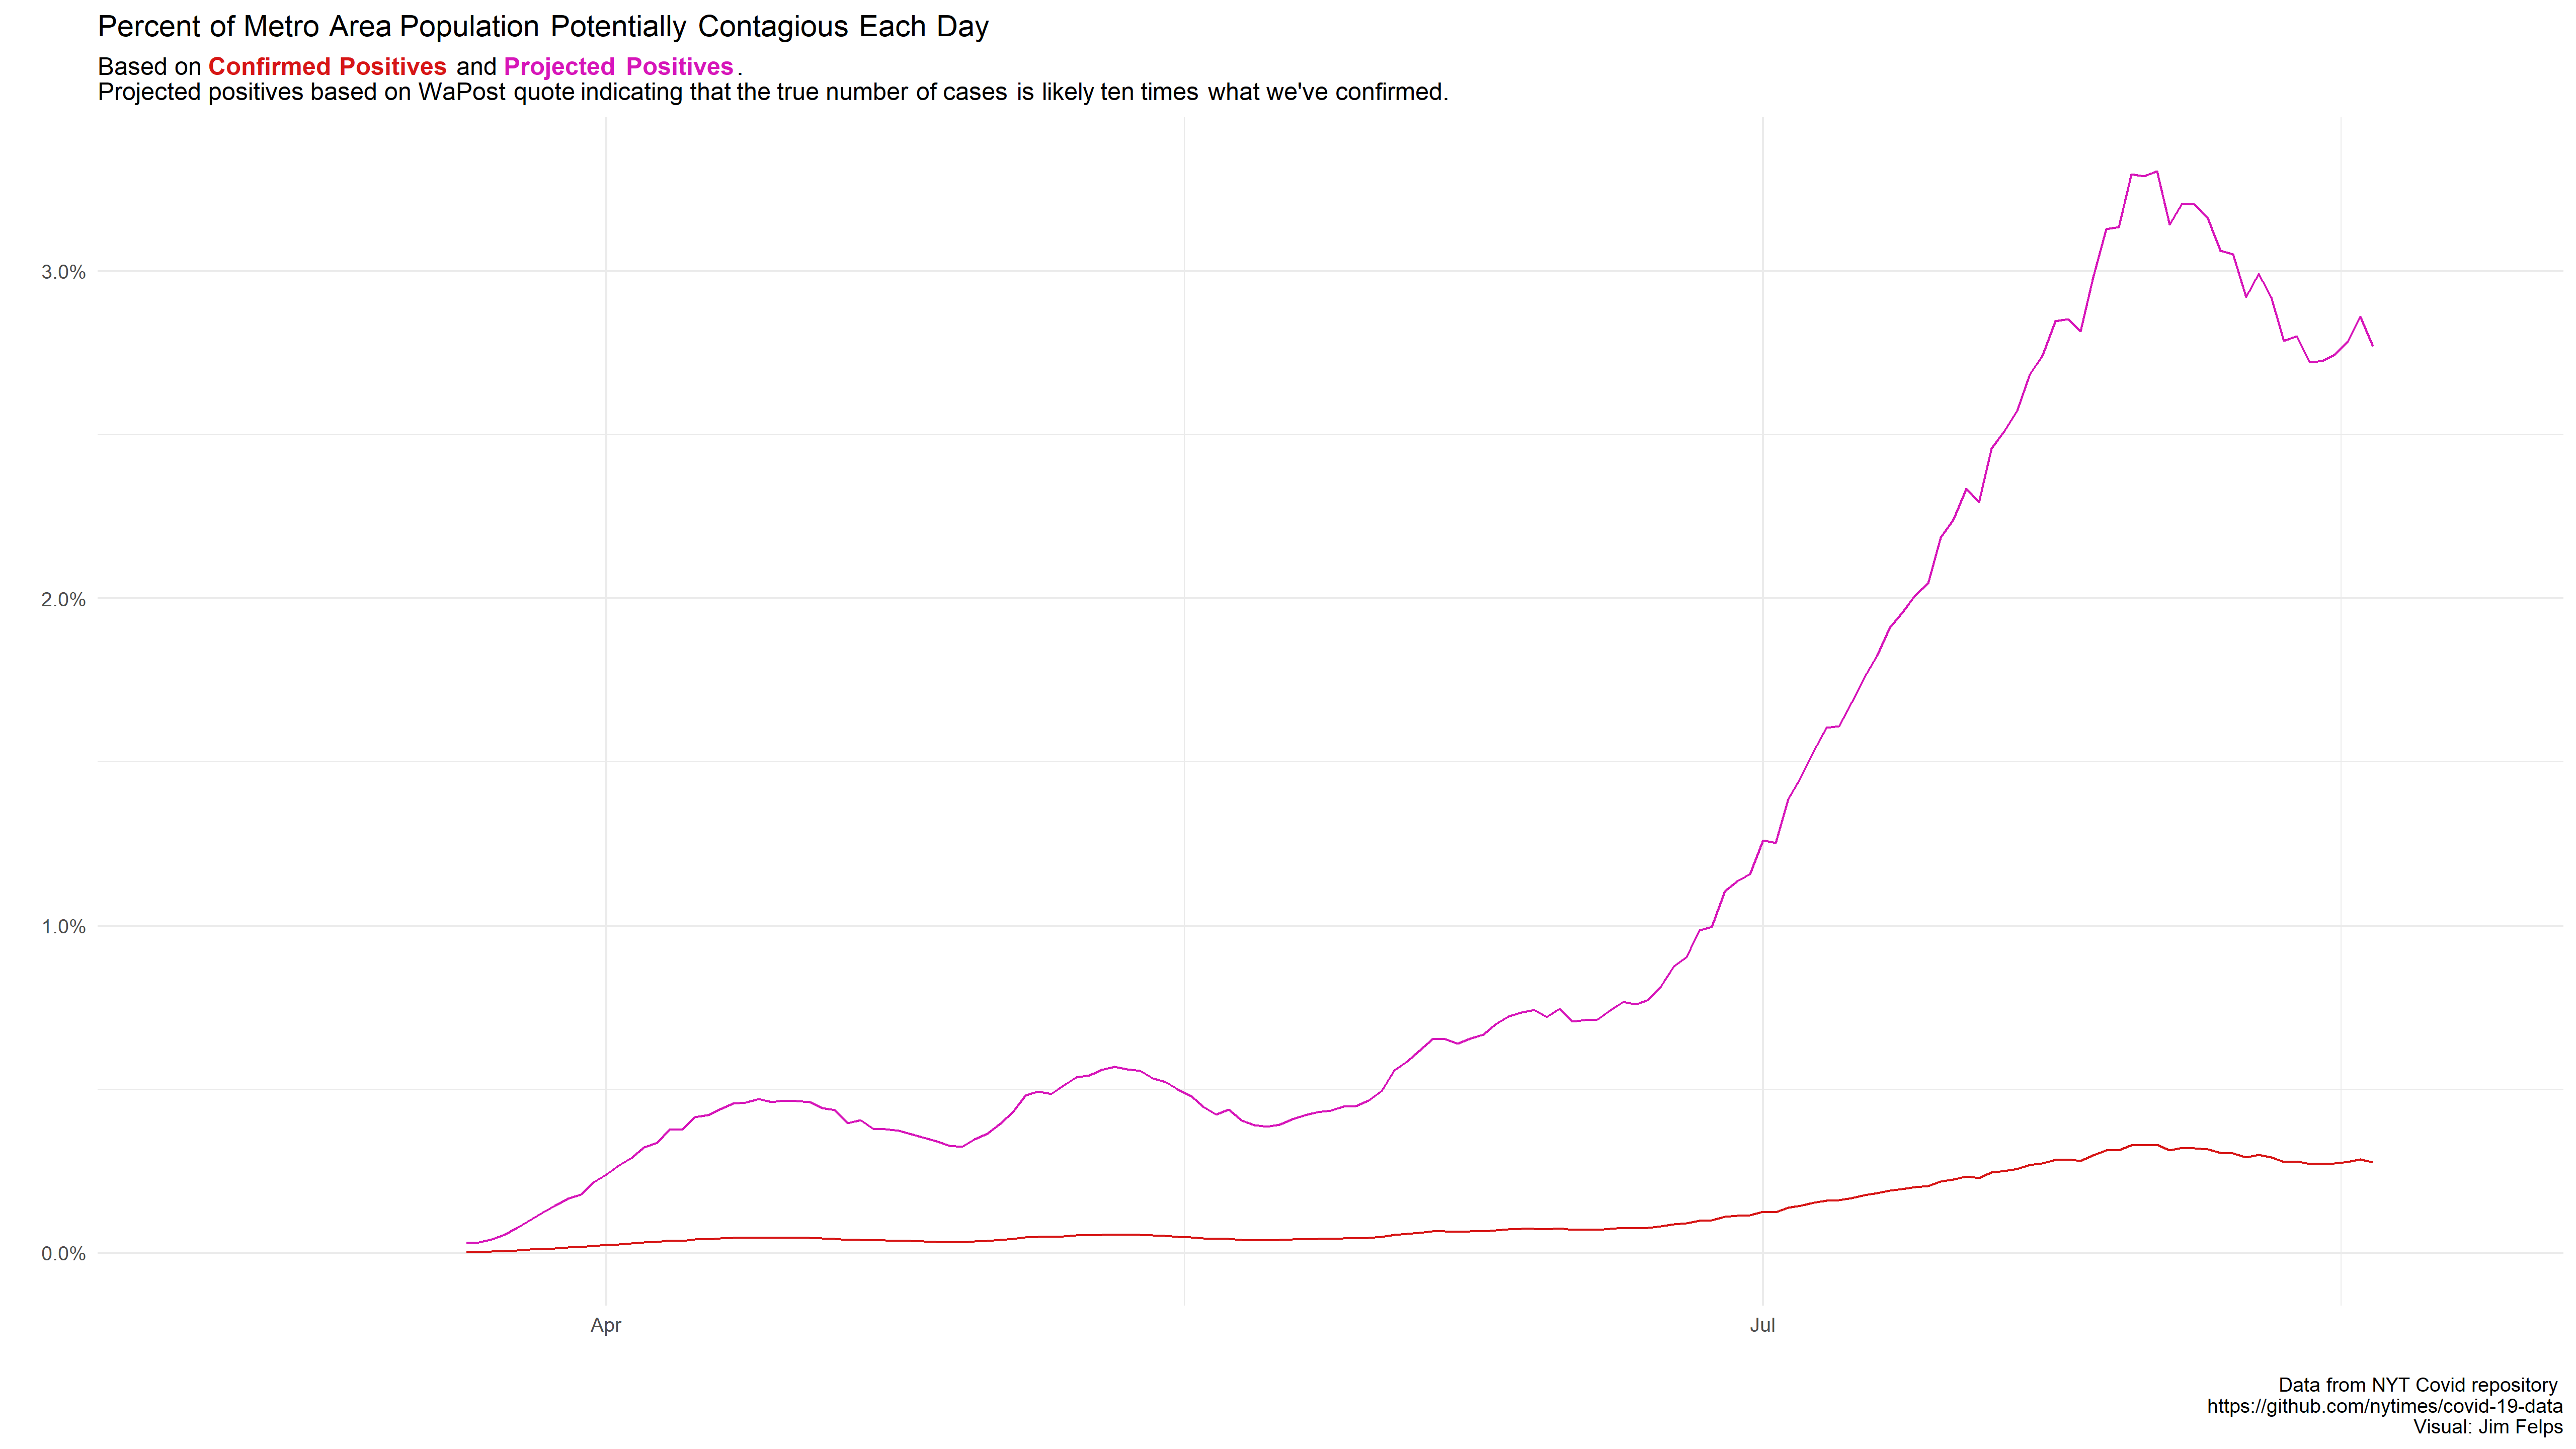 Percent of Metro Area Population Potentially Contagious Each Day
Based on Confirmed Positives and Projected Positives.
Projected positives based on WaPost quote indicating that the true number of cases is likely ten times what we've confirmed.
3.0%
2.0%
1.0%
0.0%
Apr
Jul
Data from NYT Covid repository
https://github.com/nytimes/covid-19-data
Visual: Jim Felps